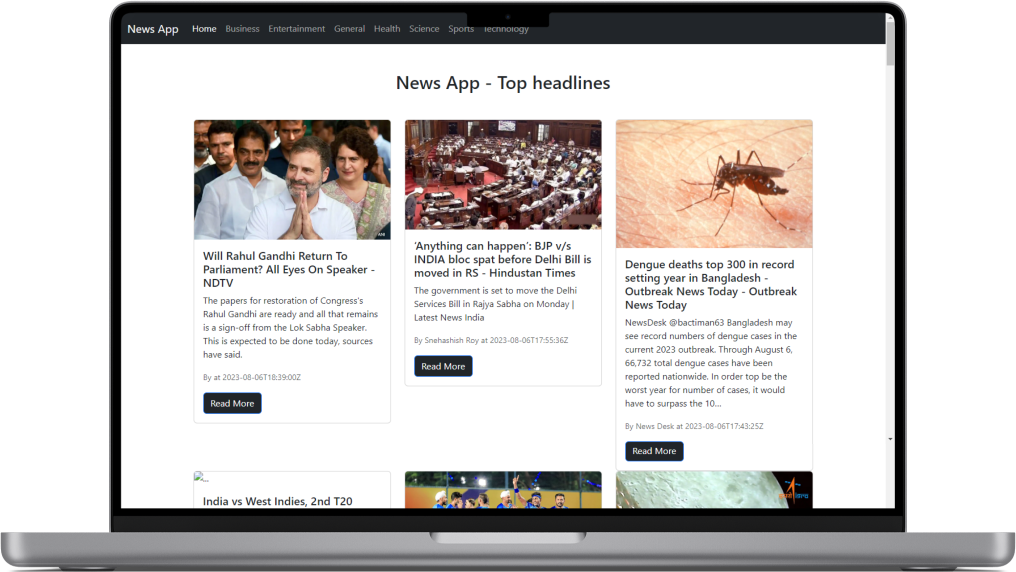 News App Home Business Entertainment General Health Science Sports Technology
News App - Top headlines
ANI
Will Rahul Gandhi Return To
Parliament? All Eyes On Speaker -
NDTV
The papers for restoration of Congress's
Rahul Gandhi are ready and all that remains
is a sign-off from the Lok Sabha Speaker.
This is expected to be done today, sources
have said.
By at 2023-08-06T18:39:00Z
Read More
'Anything can happen': BJP v/s
INDIA bloc spat before Delhi Bill is
moved in RS - Hindustan Times
The government is set to move the Delhi
Services Bill in Rajya Sabha on Monday |
Latest News India
By Snehashish Roy at 2023-08-06T17:55:36Z
Read More
Dengue deaths top 300 in record
setting year in Bangladesh -
Outbreak News Today - Outbreak
News Today
NewsDesk @bactiman63 Bangladesh may
see record numbers of dengue cases in the
current 2023 outbreak. Through August 6,
66,732 total dengue cases have been
reported nationwide. In order top be the
worst year for number of cases, it would
have to surpass the 10…
By News Desk at 2023-08-06T17:43:25Z
Read More
...
India vs West Indies, 2nd T20